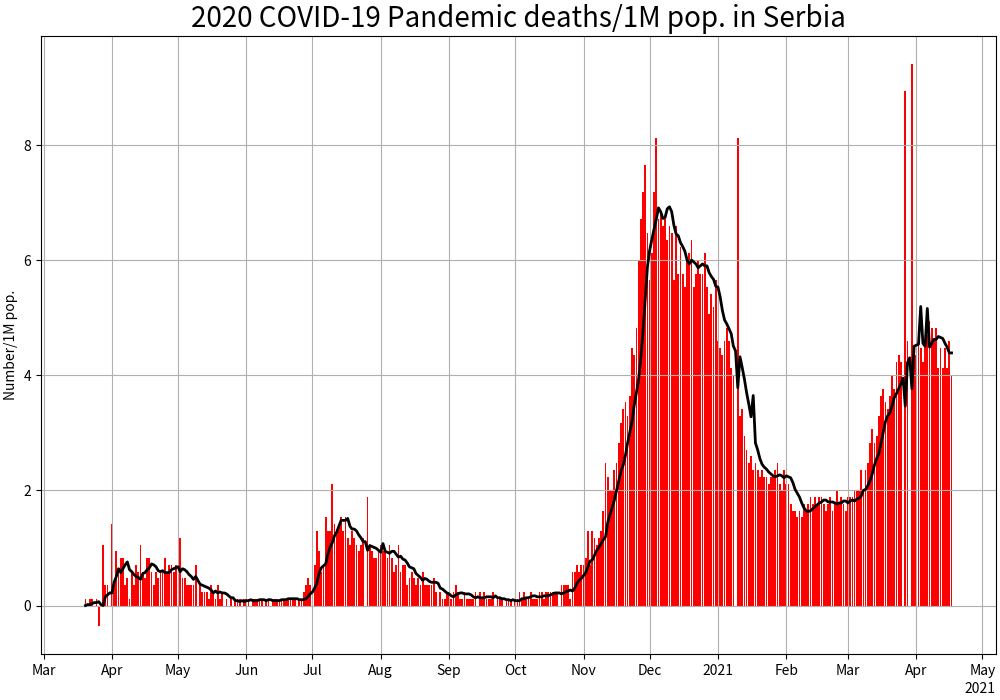 2020 COVID-19 Pandemic deaths/1M pop. in Serbia
Number/1M pop.
8
6
4
2
0
Mar Apr May Jun Jul Aug Sep Oct Nov Dec 2021 Feb Mar Apr May
2021